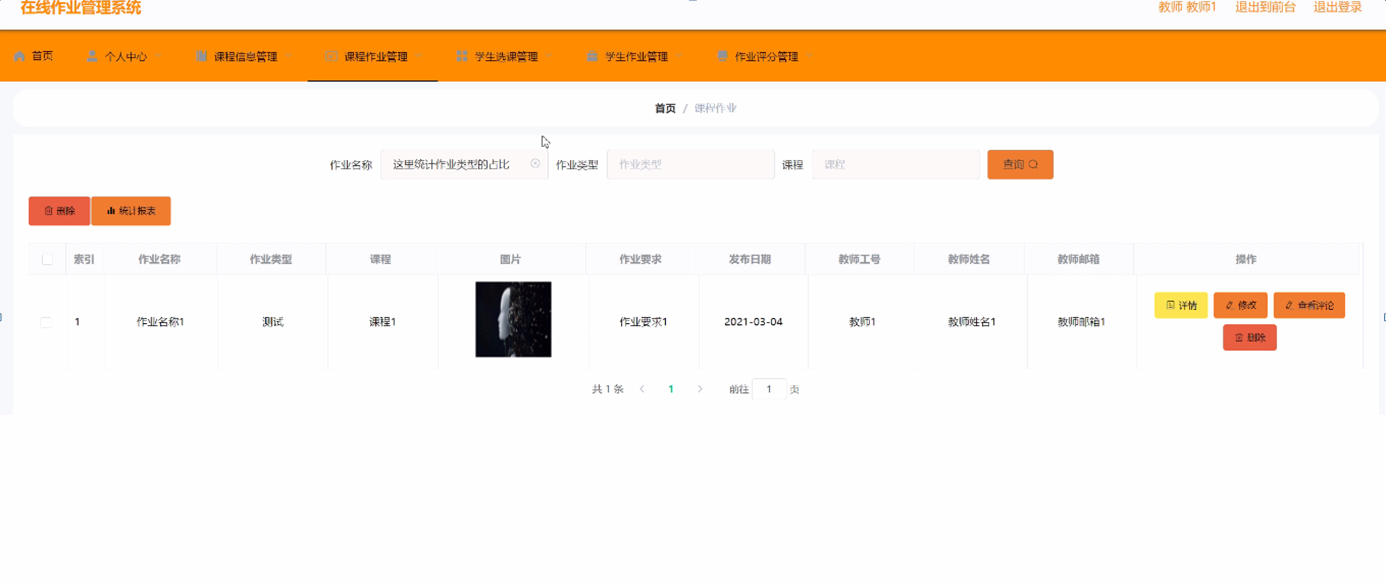 在线作业管理系统
教师 教师1 退出到前台 退出登录
首页 个人中心 课程信息管理 课程作业管理 学生选课管理 学生作业管理 作业评分管理
首页 / 课程作业
作业名称 这里统计作业类型的占比 作业类型 作业类型 课程 课程 查询
删除 统计报表
索引 作业名称 作业类型 课程 图片 作业要求 发布日期 教师工号 教师姓名 教师邮箱 操作
1 作业名称1 测试 课程1 作业要求1 2021-03-04 教师1 教师姓名1 教师邮箱1 详情 修改 查看评论
删除
共 1 条 1 前往 1 页